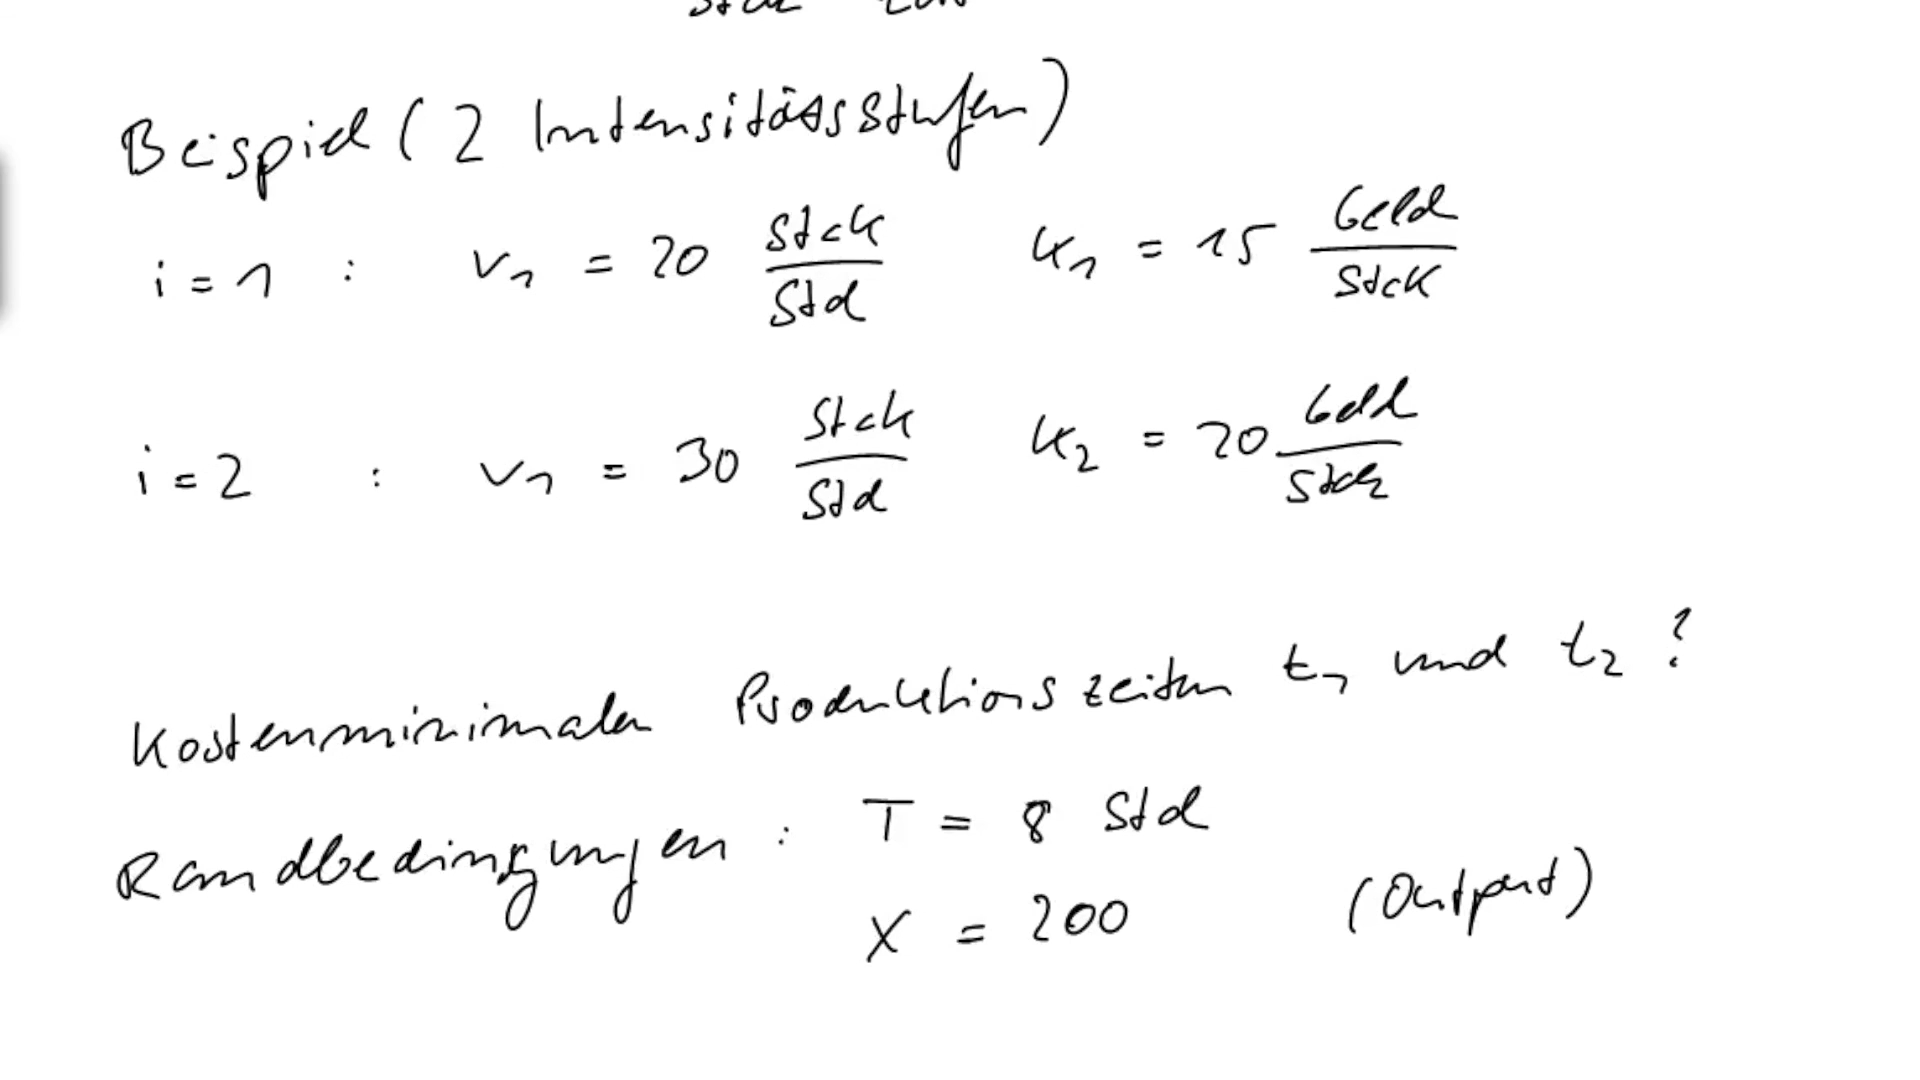 Beispiel (2 Intensitätsstufen)
i = 1 : v₁ = 20 Stck/Std k₁ = 15 Geld/Stck
i = 2 : v₁ = 30 Stck/Std k₂ = 20 Geld/Stck
Kostenminimalen Produktionszeiten t₁ und t₂ ?
Randbedingungen : T = 8 Std
X = 200 (Output)